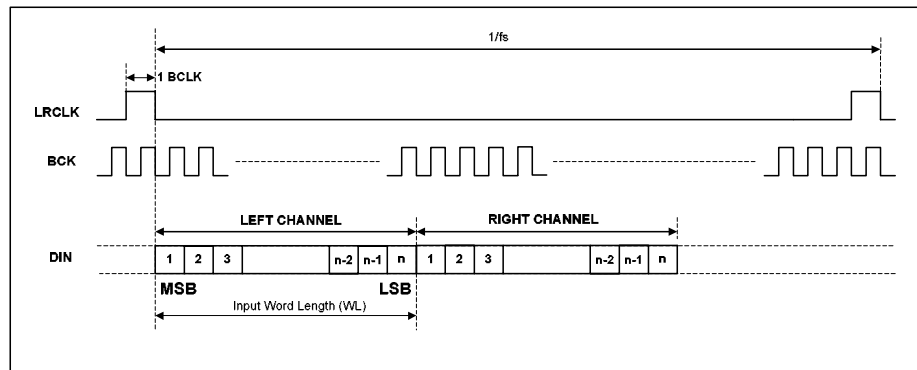 1/fs
1 BCLK
LRCLK
BCK
LEFT CHANNEL RIGHT CHANNEL
DIN 1 2 3 n-2 n-1 n 1 2 3 n-2 n-1 n
MSB LSB
Input Word Length (WL)